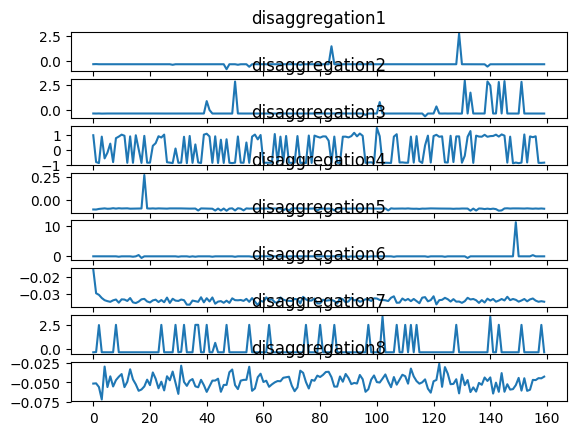 disaggregation1
2.5
0.0
disaggregation2
2.5
0.0
disaggregation3
1
0
−1
disaggregation4
0.25
0.00
disaggregation5
10
0
disaggregation6
−0.02
−0.03
disaggregation7
2.5
0.0
disaggregation8
−0.025
−0.050
−0.075
0 20 40 60 80 100 120 140 160